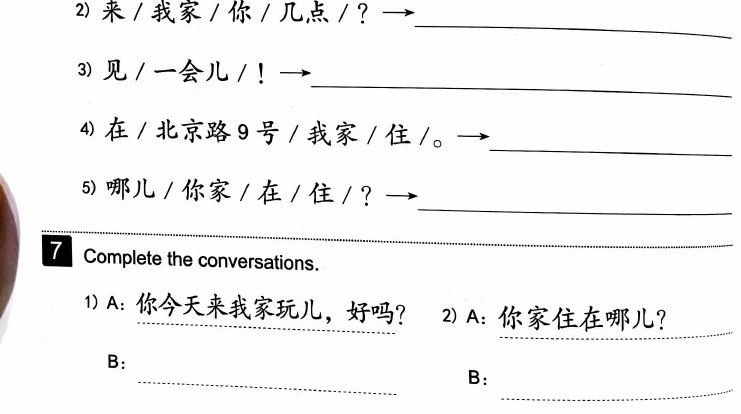 2) 来 / 我家 / 你 / 几点 / ? →
3) 见 / 一会儿 / ! →
4) 在 / 北京路 9 号 / 我家 / 住 /。→
5) 哪儿 / 你家 / 在 / 住 / ? →
7 Complete the conversations.
1) A: 你今天来我家玩儿，好吗?
B:
2) A: 你家住在哪儿?
B: